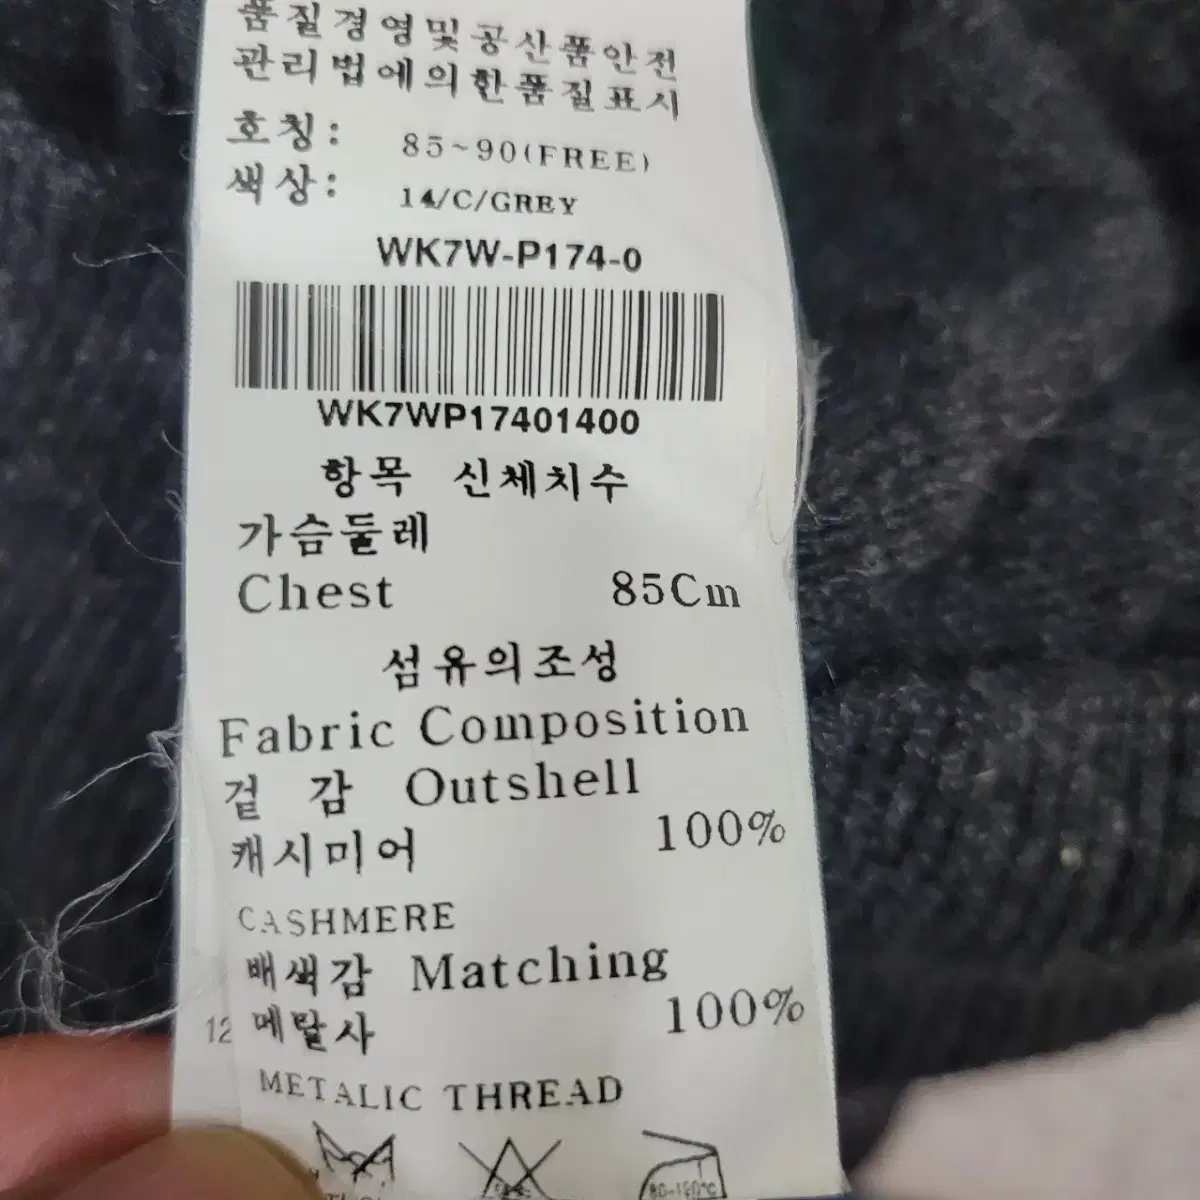 품질경영및공산품안전
관리법에의한품질표시
호칭: 85~90(FREE)
색상: 14/C/GREY
WK7W-P174-0
WK7WP17401400
항목 신체치수
가슴둘레
Chest 85Cm
섬유의조성
Fabric Composition
겉 감 Outshell
캐시미어 100%
CASHMERE
배색감 Matching
메탈사 100%
12
METALIC THREAD
80-120℃